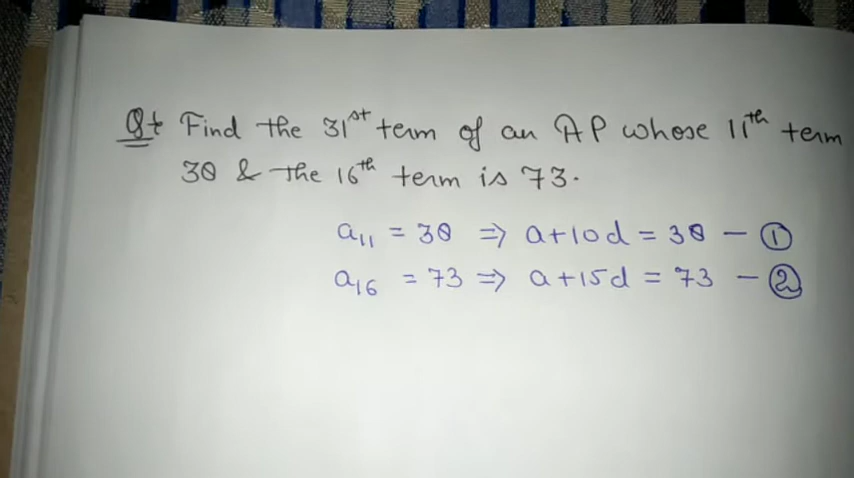 Find the 31st term of an AP whose 11th term
38 & the 16th term is 73.
a₁₁ = 38 ⇒ a+10d = 38 — ①
a₁₆ = 73 ⇒ a+15d = 73 — ②